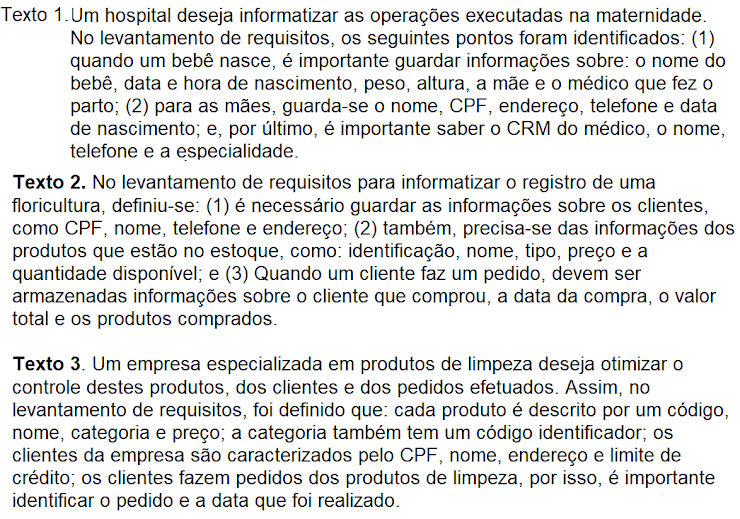 Texto 1.Um hospital deseja informatizar as operações executadas na maternidade.
No levantamento de requisitos, os seguintes pontos foram identificados: (1)
quando um bebê nasce, é importante guardar informações sobre: o nome do
bebê, data e hora de nascimento, peso, altura, a mãe e o médico que fez o
parto; (2) para as mães, guarda-se o nome, CPF, endereço, telefone e data
de nascimento; e, por último, é importante saber o CRM do médico, o nome,
telefone e a especialidade.
Texto 2. No levantamento de requisitos para informatizar o registro de uma
floricultura, definiu-se: (1) é necessário guardar as informações sobre os clientes,
como CPF, nome, telefone e endereço; (2) também, precisa-se das informações dos
produtos que estão no estoque, como: identificação, nome, tipo, preço e a
quantidade disponível; e (3) Quando um cliente faz um pedido, devem ser
armazenadas informações sobre o cliente que comprou, a data da compra, o valor
total e os produtos comprados.
Texto 3. Um empresa especializada em produtos de limpeza deseja otimizar o
controle destes produtos, dos clientes e dos pedidos efetuados. Assim, no
levantamento de requisitos, foi definido que: cada produto é descrito por um código,
nome, categoria e preço; a categoria também tem um código identificador; os
clientes da empresa são caracterizados pelo CPF, nome, endereço e limite de
crédito; os clientes fazem pedidos dos produtos de limpeza, por isso, é importante
identificar o pedido e a data que foi realizado.